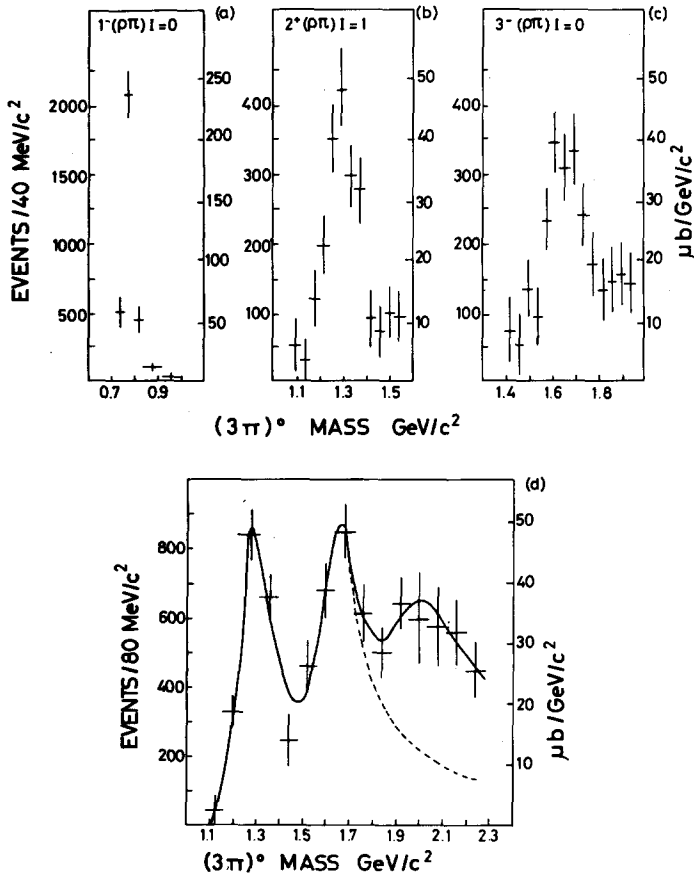 1⁻(ρπ) I=0 (a)
2⁺(ρπ) I=1 (b)
3⁻(ρπ) I=0 (c)
EVENTS/40 MeV/c²
2000
1500
1000
500
250
200
150
100
50
0.7 0.9
400
300
200
100
50
40
30
20
10
1.1 1.3 1.5
400
300
200
100
50
40
30
20
10
1.4 1.6 1.8
μb/GeV/c²
(3π)° MASS GeV/c²
(d)
EVENTS/80 MeV/c²
800
600
400
200
50
40
30
20
10
μb/GeV/c²
1.1 1.3 1.5 1.7 1.9 2.1 2.3
(3π)° MASS GeV/c²